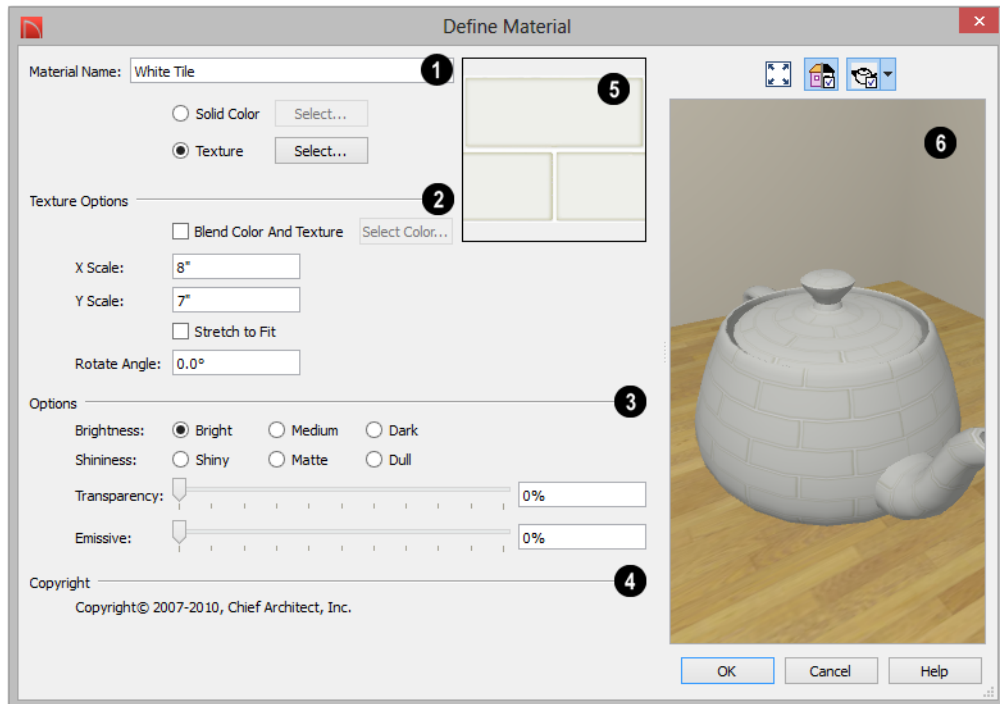 Define Material
Material Name: White Tile 1
Solid Color Select...
Texture Select...
5
6
Texture Options 2
Blend Color And Texture Select Color...
X Scale: 8"
Y Scale: 7"
Stretch to Fit
Rotate Angle: 0.0°
Options 3
Brightness: Bright Medium Dark
Shininess: Shiny Matte Dull
Transparency: 0%
Emissive: 0%
Copyright 4
Copyright© 2007-2010, Chief Architect, Inc.
OK Cancel Help